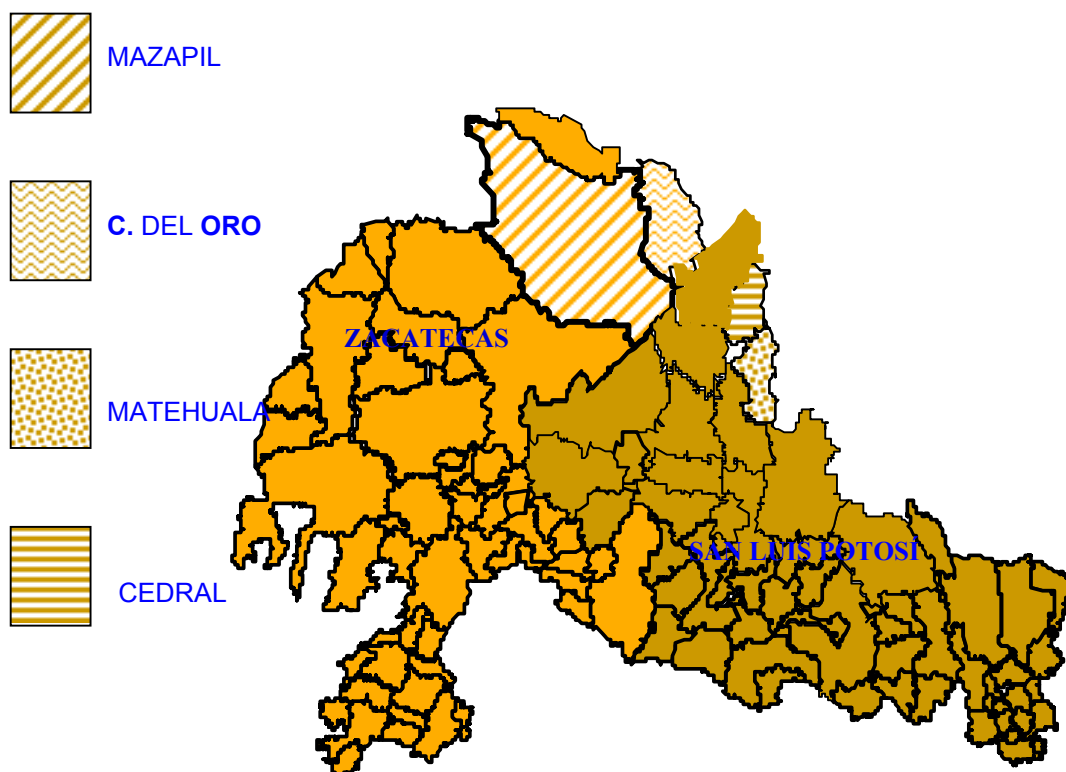 MAZAPIL
C. DEL ORO
MATEHUALA
CEDRAL
ZACATECAS
SAN LUIS POTOSÍ